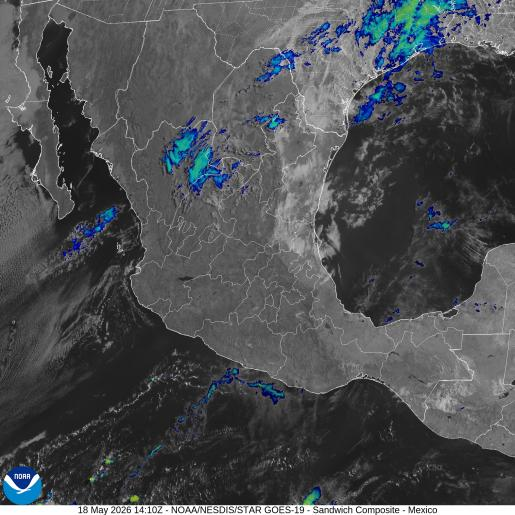 NOAA
18 May 2026 14:10Z - NOAA/NESDIS/STAR GOES-19 - Sandwich Composite - Mexico